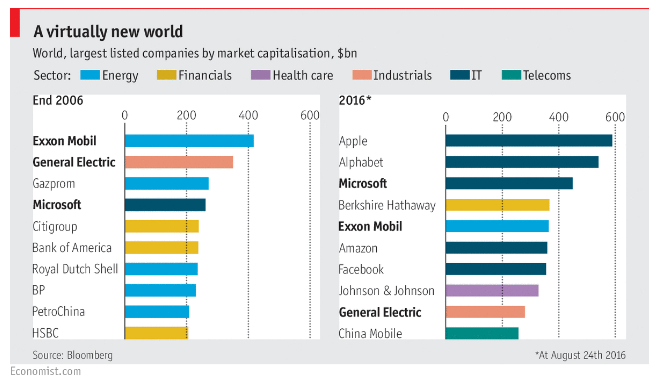 A virtually new world
World, largest listed companies by market capitalisation, $bn
Sector: Energy Financials Health care Industrials IT Telecoms
End 2006
0 200 400 600
Exxon Mobil
General Electric
Gazprom
Microsoft
Citigroup
Bank of America
Royal Dutch Shell
BP
PetroChina
HSBC
2016*
0 200 400 600
Apple
Alphabet
Microsoft
Berkshire Hathaway
Exxon Mobil
Amazon
Facebook
Johnson & Johnson
General Electric
China Mobile
Source: Bloomberg
*At August 24th 2016
Economist.com